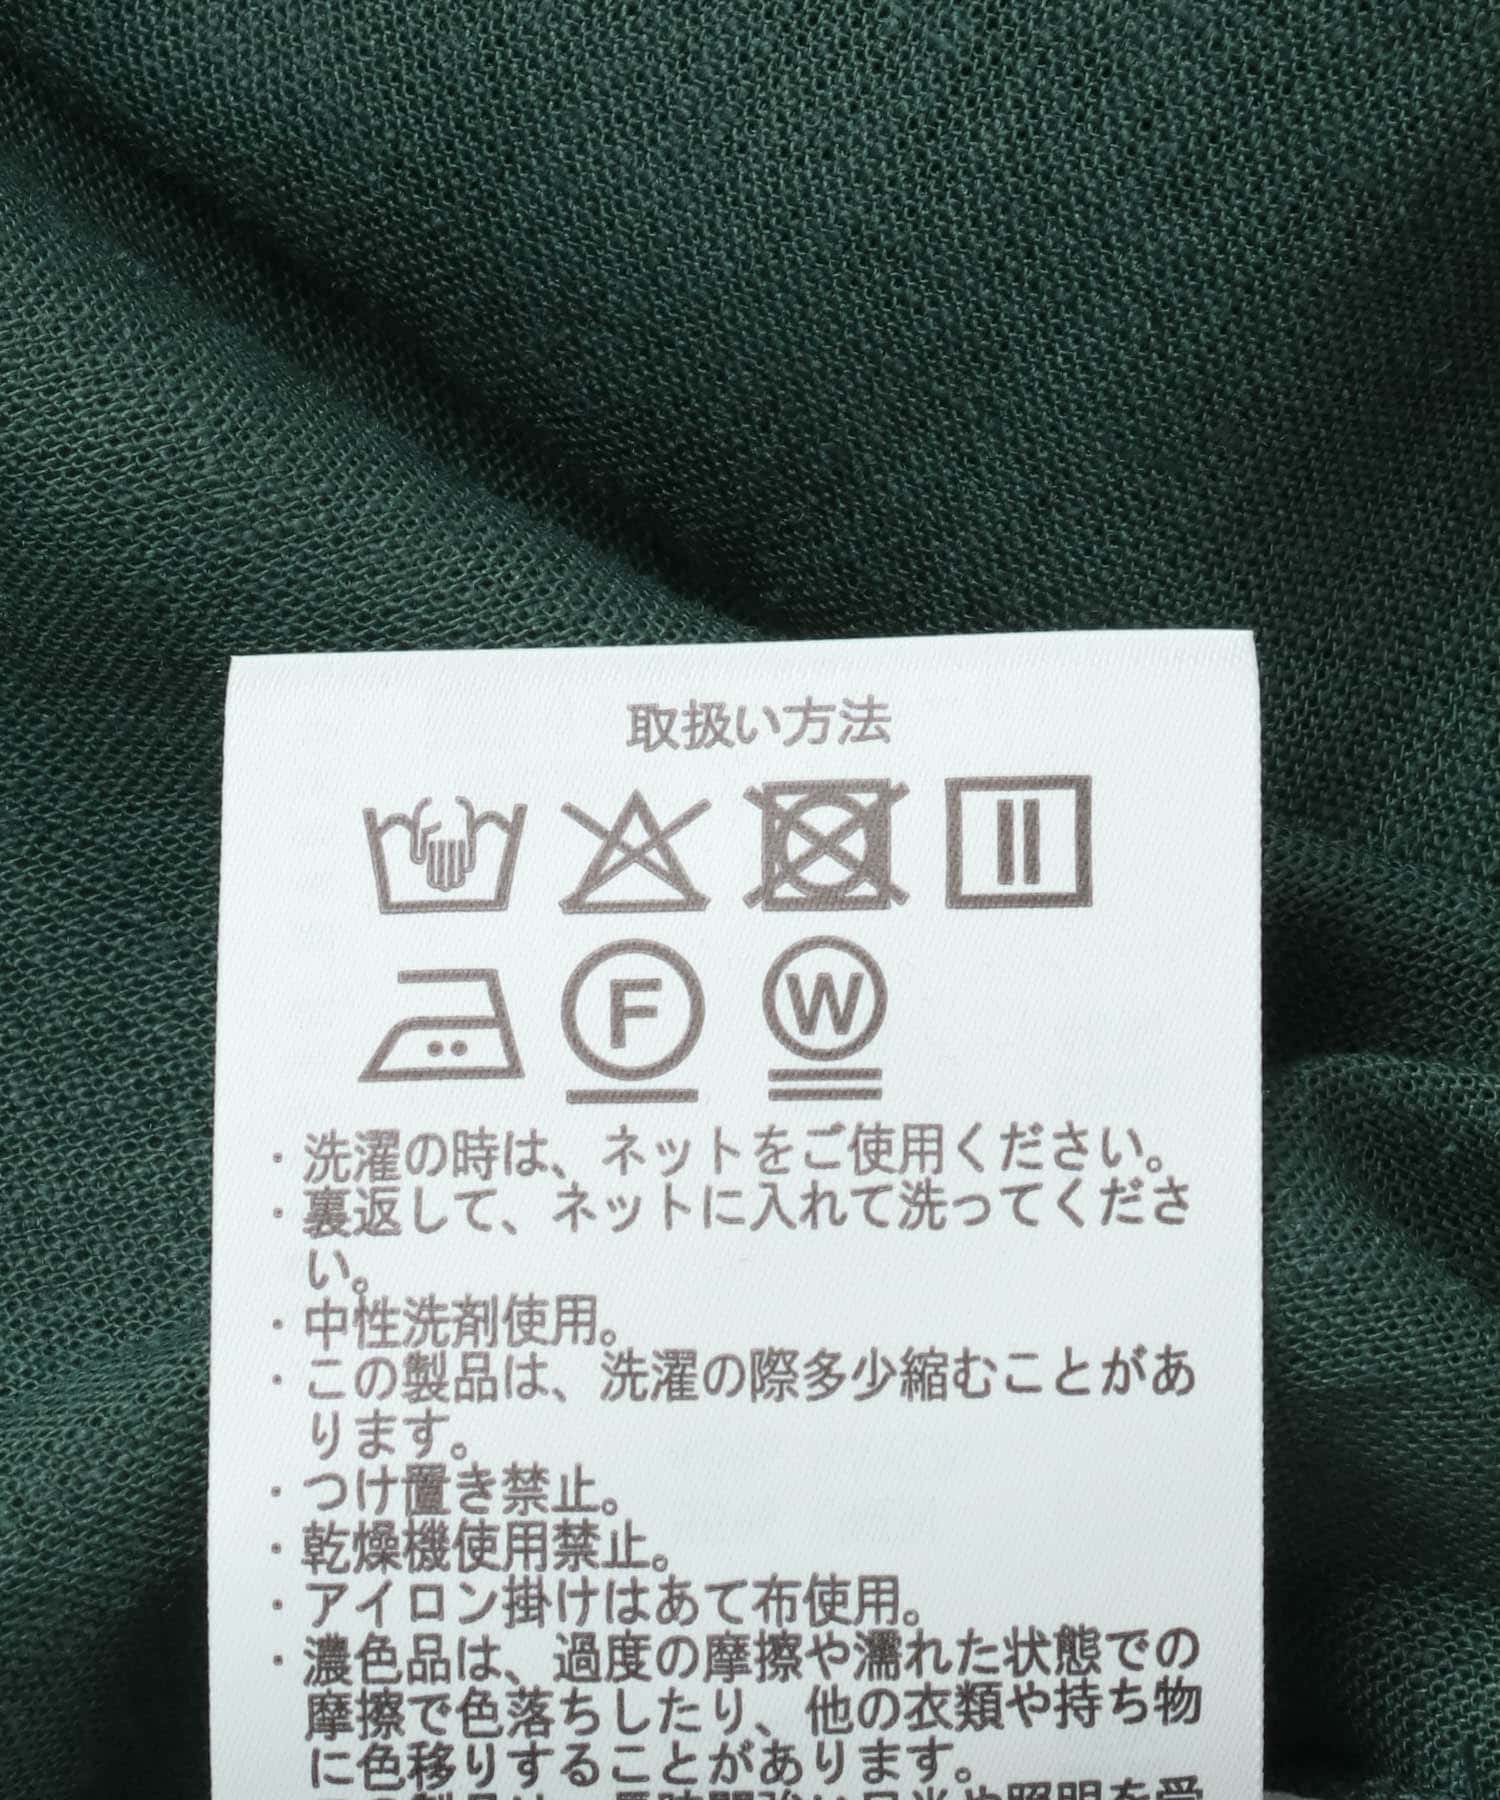 取扱い方法
F
W
・洗濯の時は、ネットをご使用ください。
・裏返して、ネットに入れて洗ってくださ
い。
・中性洗剤使用。
・この製品は、洗濯の際多少縮むことがあ
ります。
・つけ置き禁止。
・乾燥機使用禁止。
・アイロン掛けはあて布使用。
・濃色品は、過度の摩擦や濡れた状態での
摩擦で色落ちしたり、他の衣類や持ち物
に色移りすることがあります。